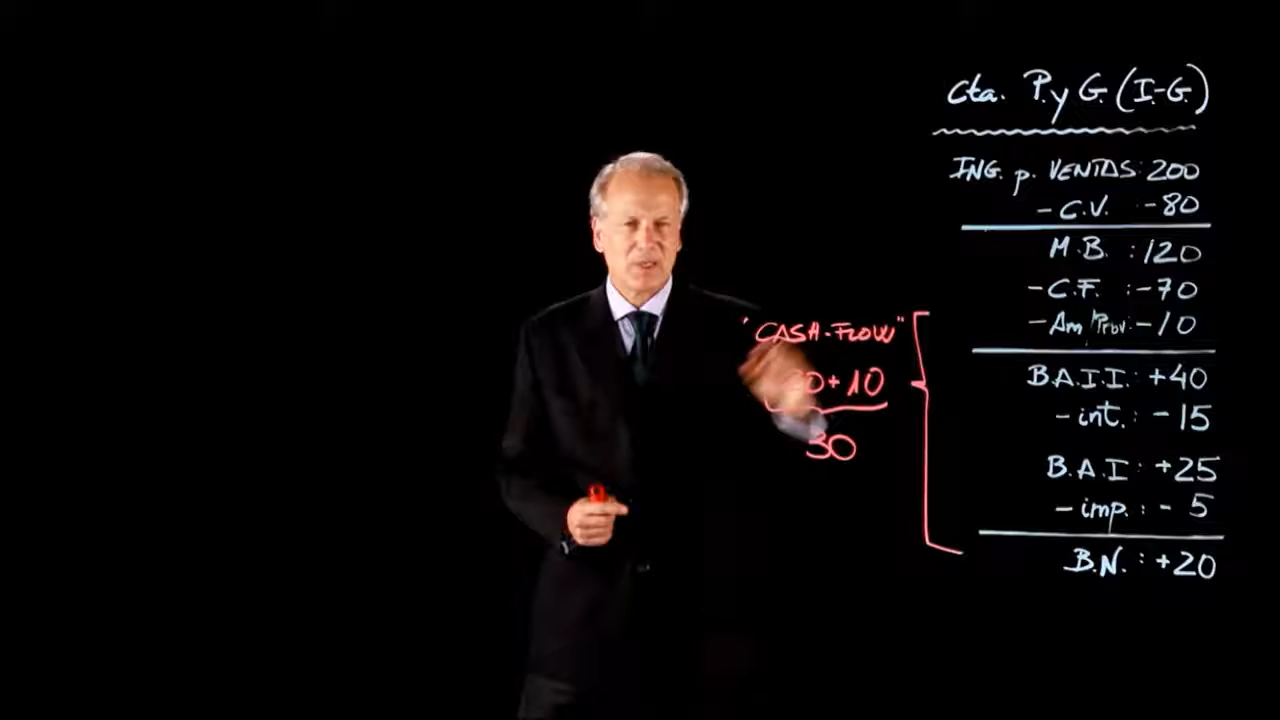 Cta. P. y G. (I-G.)
ING. p. VENTAS: 200
- C.V. : -80
M.B. : 120
- C.F. : -70
- Am/Prov: -10
B.A.I.I. : +40
- int. : -15
B.A.I : +25
- imp. : - 5
B.N. : +20
"CASH-FLOW"
0+10
30